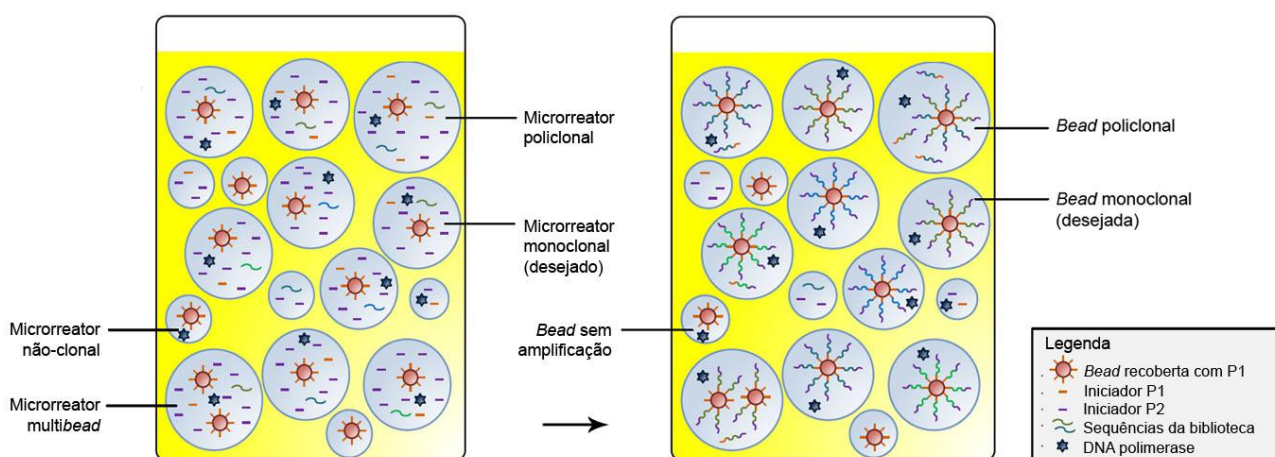 Microrreator
policlonal
Microrreator
monoclonal
(desejado)
Microrreator
não-clonal
Microrreator
multibead
Bead policlonal
Bead monoclonal
(desejada)
Bead sem
amplificação
Legenda
Bead recoberta com P1
Iniciador P1
Iniciador P2
Sequências da biblioteca
DNA polimerase